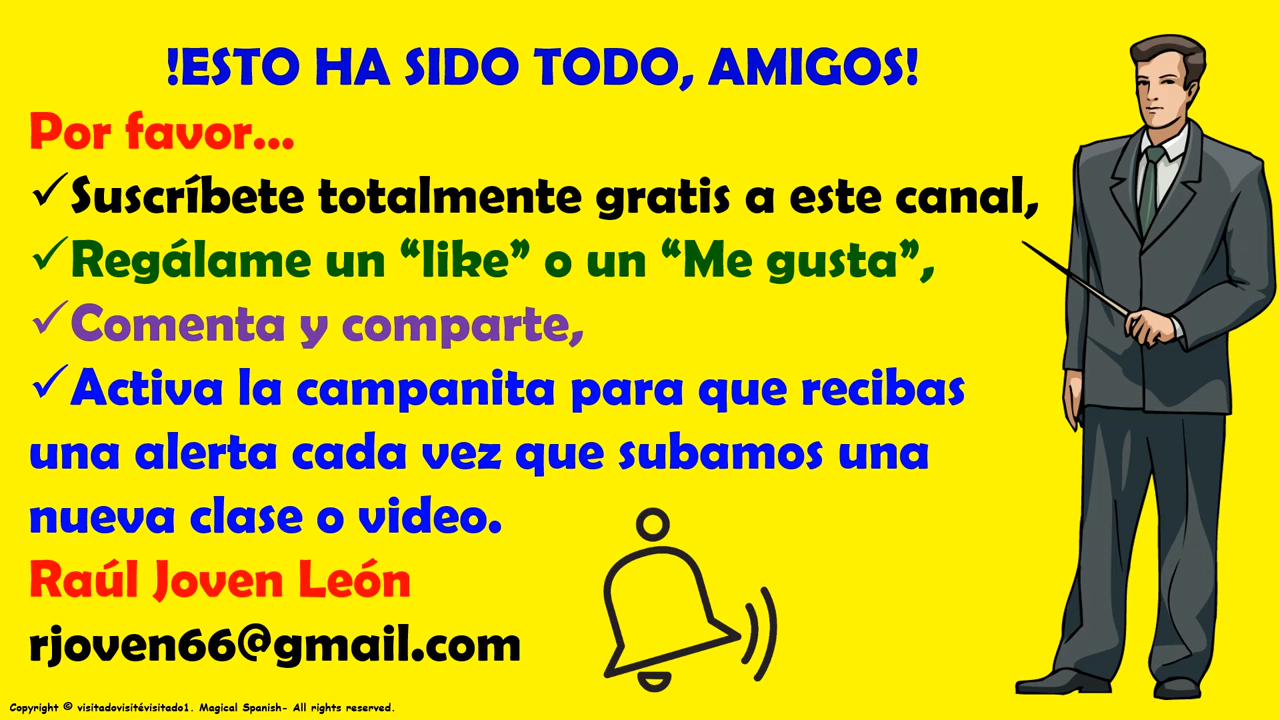 !ESTO HA SIDO TODO, AMIGOS!
Por favor...
✓Suscríbete totalmente gratis a este canal,
✓Regálame un “like” o un “Me gusta”,
✓Comenta y comparte,
✓Activa la campanita para que recibas
una alerta cada vez que subamos una
nueva clase o video.
Raúl Joven León
rjoven66@gmail.com
Copyright © visitadovisitévisitado1. Magical Spanish- All rights reserved.